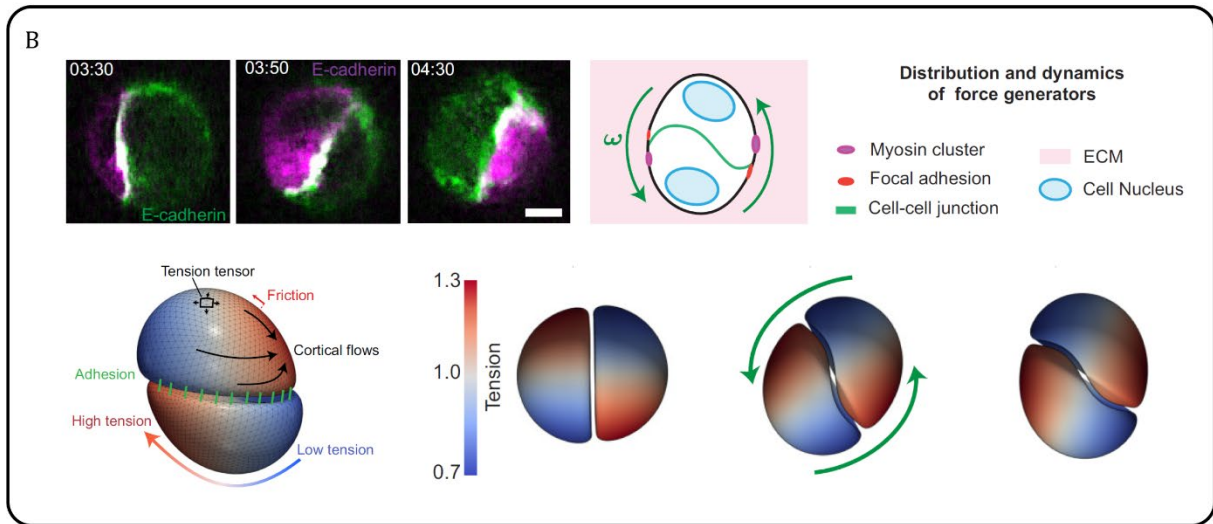 B
03:30
E-cadherin
03:50
E-cadherin
04:30
ω
Distribution and dynamics
of force generators
Myosin cluster
Focal adhesion
Cell-cell junction
ECM
Cell Nucleus
Tension tensor
Friction
Cortical flows
Adhesion
High tension
Low tension
1.3
1.0
0.7
Tension